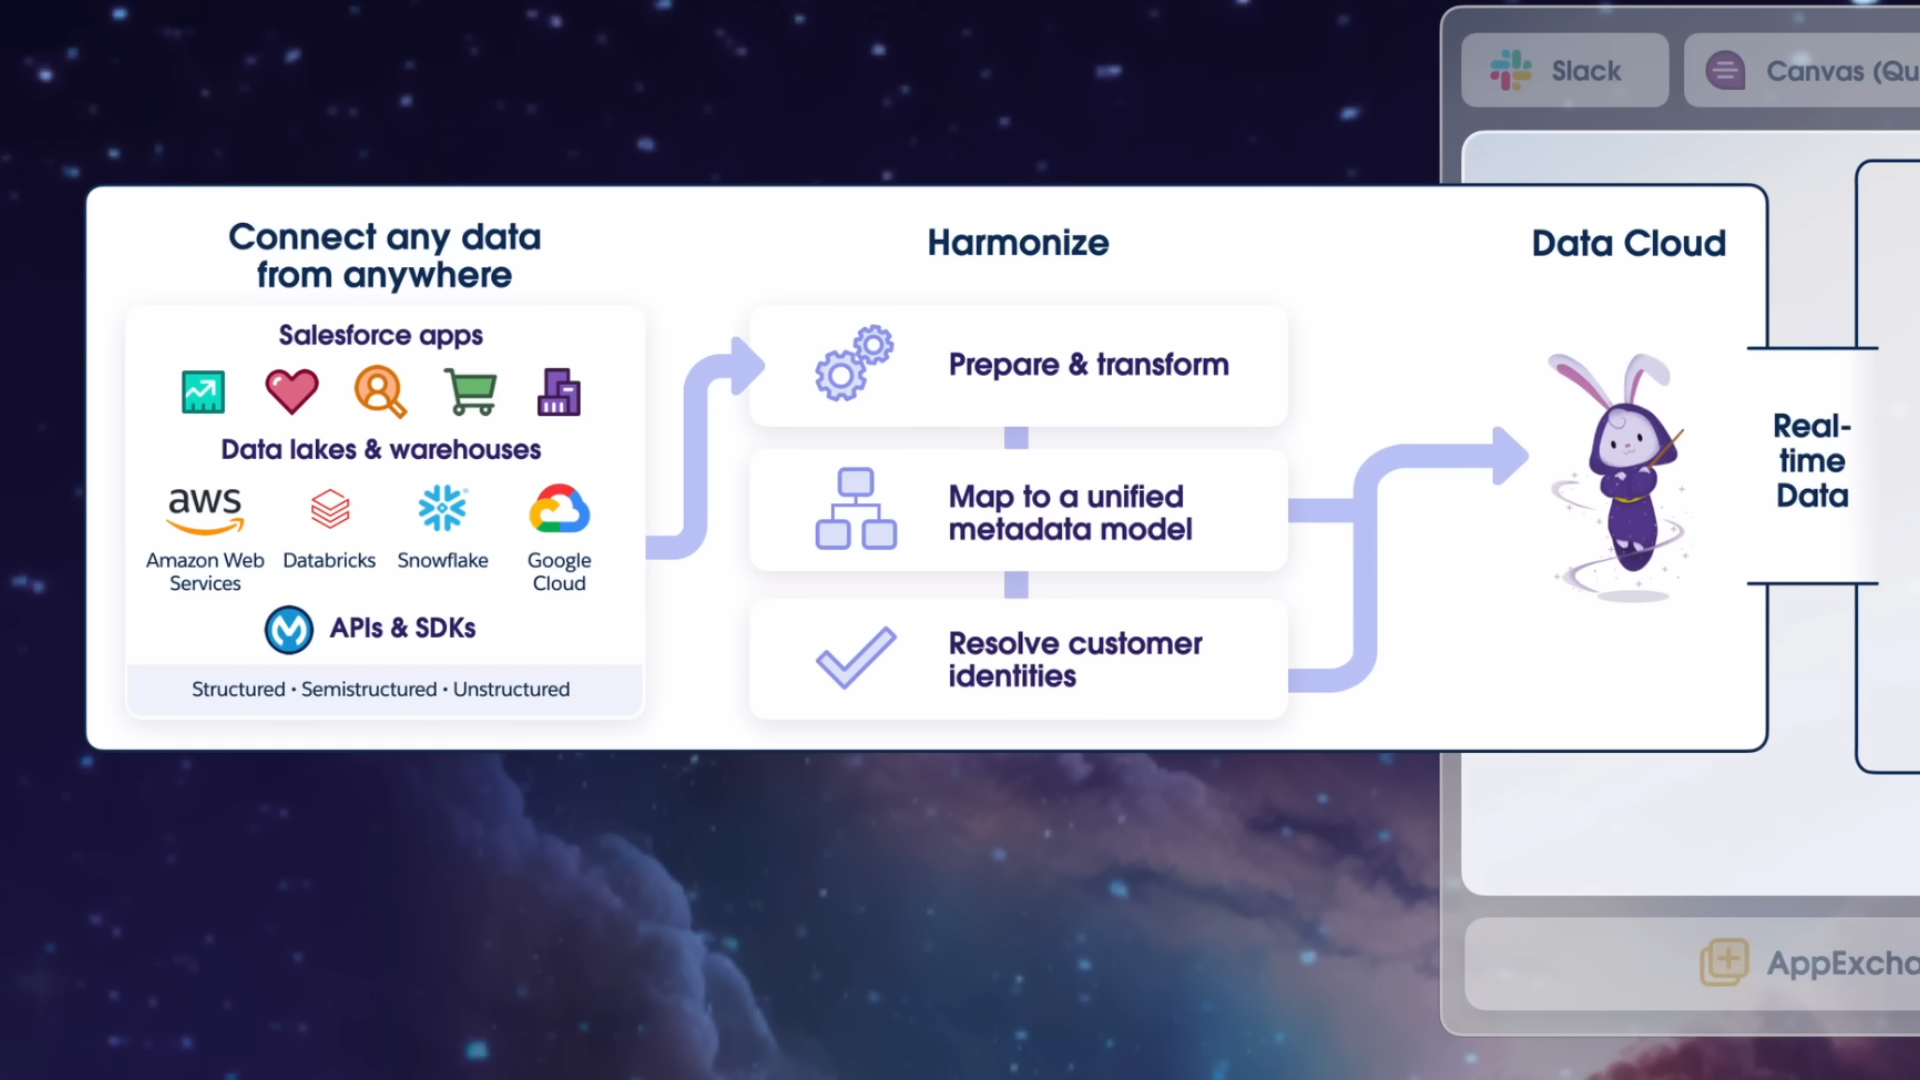 Slack
Canvas (Qu
Connect any data
from anywhere
Salesforce apps
Data lakes & warehouses
aws
Amazon Web
Services
Databricks
Snowflake
Google
Cloud
APIs & SDKs
Structured • Semistructured • Unstructured
Harmonize
Prepare & transform
Map to a unified
metadata model
Resolve customer
identities
Data Cloud
Real-
time
Data
AppExcha